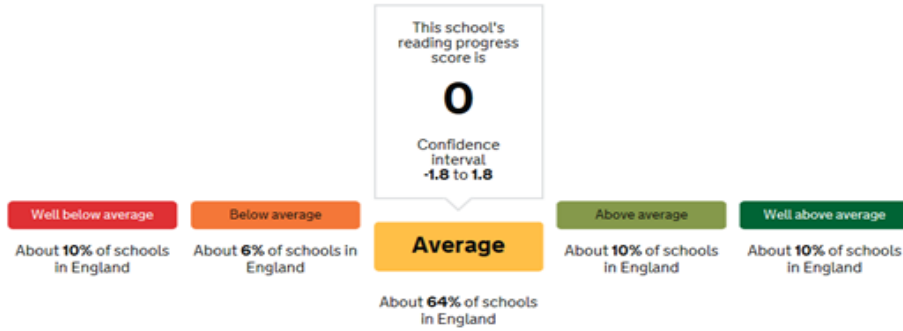 This school's
reading progress
score is
0
Confidence
interval
-1.8 to 1.8
Well below average
About 10% of schools
in England
Below average
About 6% of schools in
England
Average
About 64% of schools
in England
Above average
About 10% of schools
in England
Well above average
About 10% of schools
in England